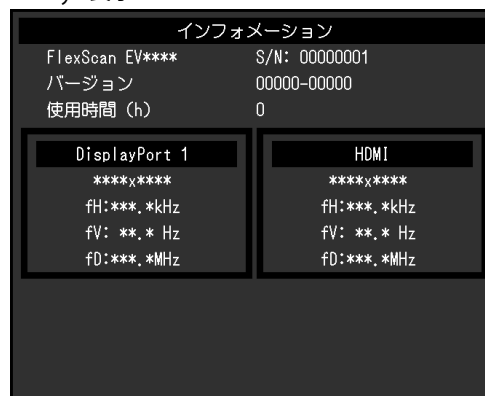 インフォメーション
FlexScan EV**** S/N: 00000001
バージョン 00000-00000
使用時間 (h) 0
DisplayPort 1 HDMI
****x**** ****x****
fH:***.*kHz fH:***.*kHz
fV: **.* Hz fV: **.* Hz
fD:***.*MHz fD:***.*MHz